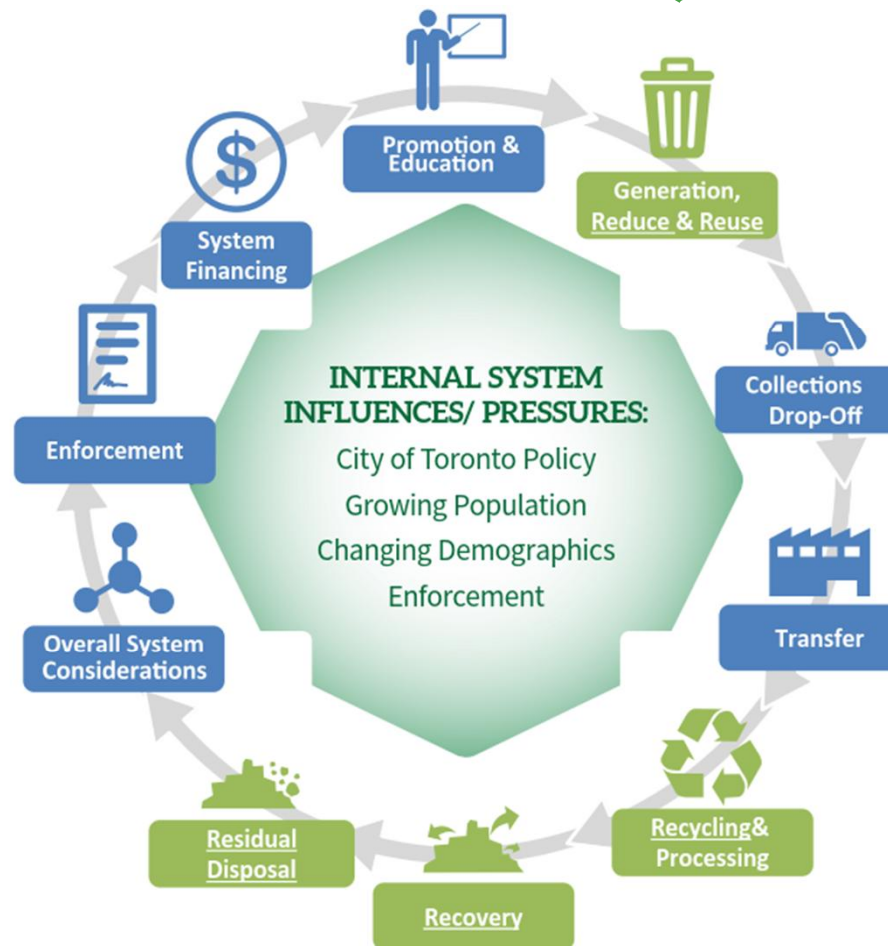 Promotion &
Education
Generation,
Reduce & Reuse
Collections
Drop-Off
Transfer
Recycling&
Processing
Recovery
Residual
Disposal
Overall System
Considerations
Enforcement
$
System
Financing
INTERNAL SYSTEM
INFLUENCES/ PRESSURES:
City of Toronto Policy
Growing Population
Changing Demographics
Enforcement